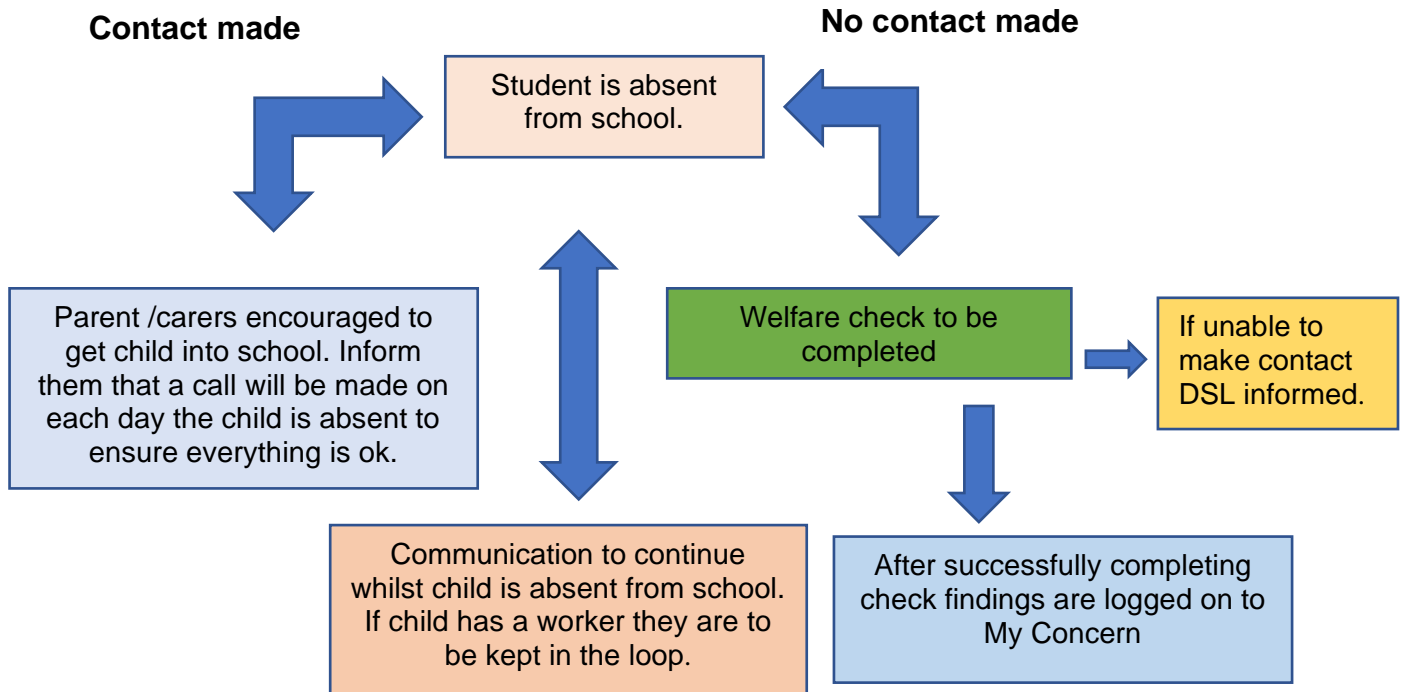 Contact made
No contact made
Student is absent
from school.
Parent /carers encouraged to
get child into school. Inform
them that a call will be made on
each day the child is absent to
ensure everything is ok.
Welfare check to be
completed
If unable to
make contact
DSL informed.
Communication to continue
whilst child is absent from school.
If child has a worker they are to
be kept in the loop.
After successfully completing
check findings are logged on to
My Concern